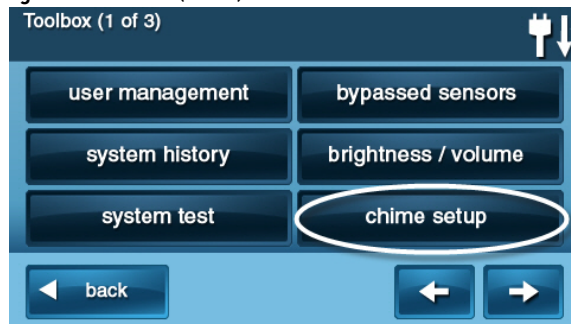 Toolbox (1 of 3)
user management
bypassed sensors
system history
brightness / volume
system test
chime setup
back